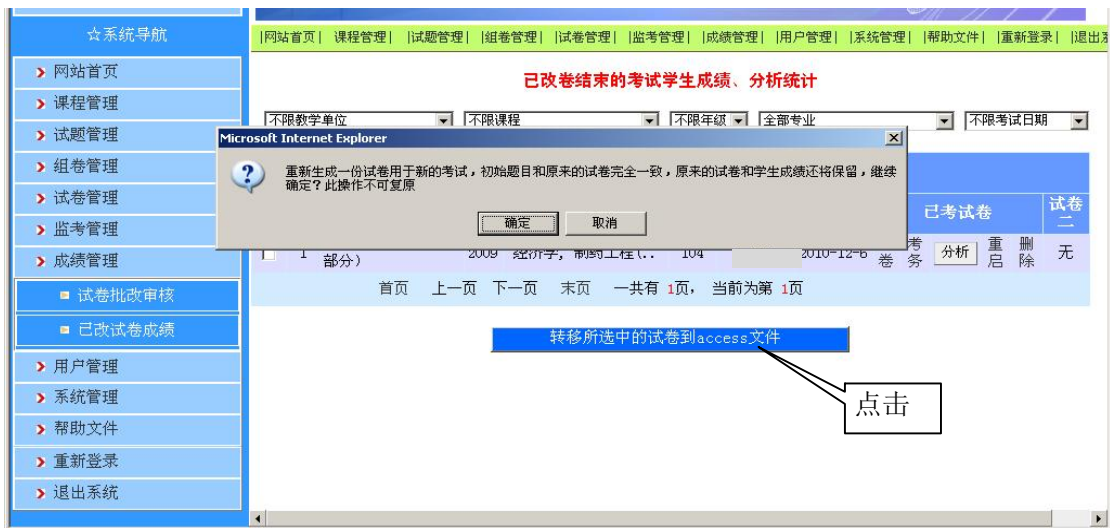 ☆系统导航
|网站首页| 课程管理| |试题管理| |组卷管理| |试卷管理| |监考管理| |成绩管理| |用户管理| |系统管理| |帮助文件| |重新登录| |退出
网站首页
课程管理
试题管理
组卷管理
试卷管理
监考管理
成绩管理
试卷批改审核
已改试卷成绩
用户管理
系统管理
帮助文件
重新登录
退出系统
已改卷结束的考试学生成绩、分析统计
不限教学单位 不限课程 不限年级 全部专业 不限考试日期
Microsoft Internet Explorer
重新生成一份试卷用于新的考试,初始题目和原来的试卷完全一致,原来的试卷和学生成绩还将保留,继续
确定?此操作不可复原
确定 取消
已考试卷 试卷二
1 部分) 2009 经济学, 制药工程(.. 104 2010-12-6 卷 考务 分析 重启 删除 无
首页 上一页 下一页 末页 一共有 1页, 当前为第 1页
转移所选中的试卷到access文件
点击